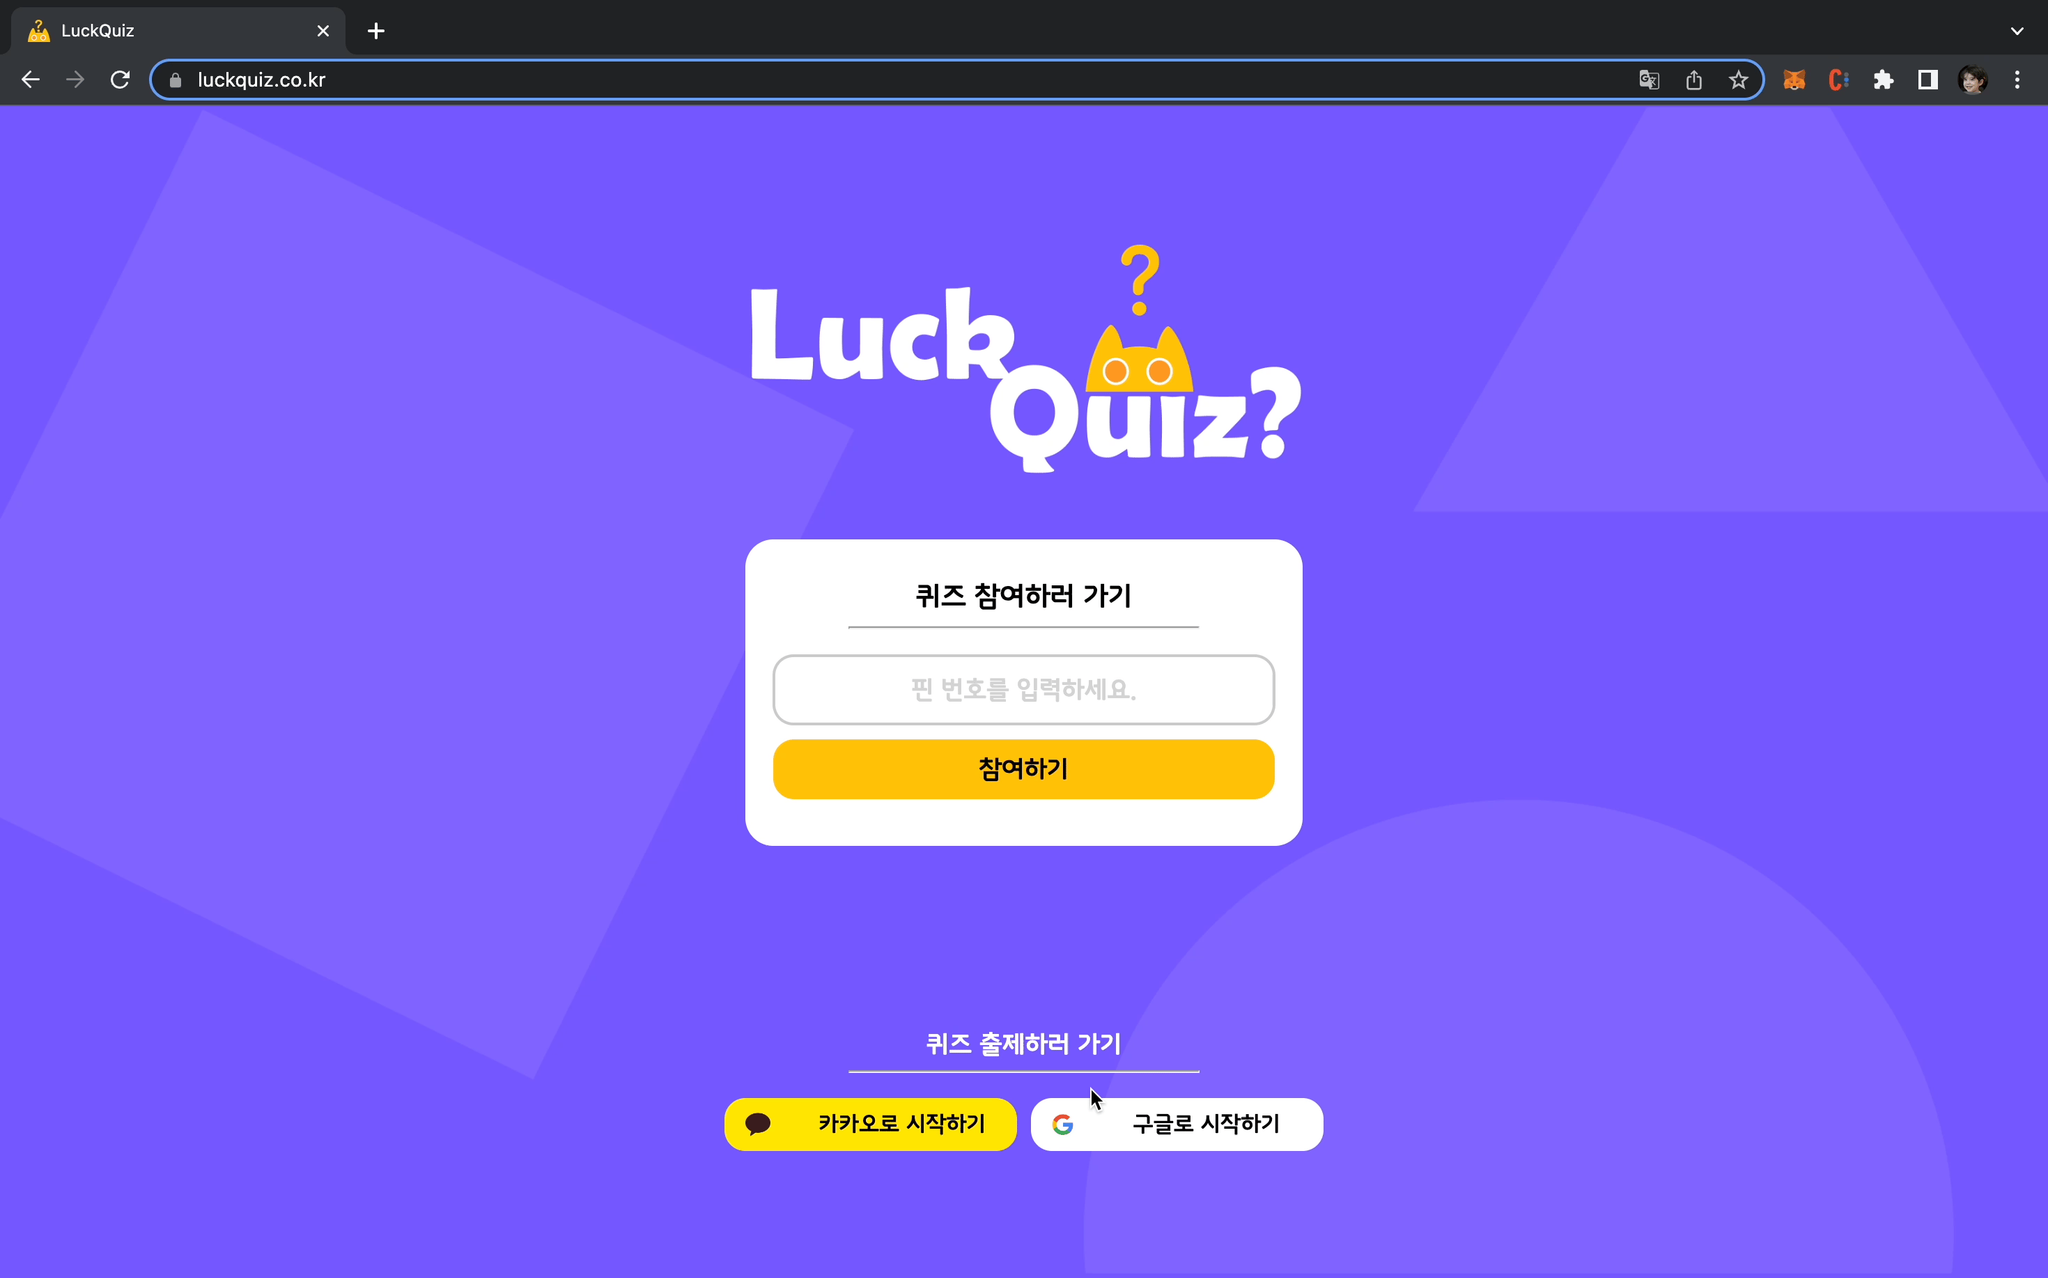 LuckQuiz
luckquiz.co.kr
?
Luck
Quiz?
퀴즈 참여하러 가기
핀 번호를 입력하세요.
참여하기
퀴즈 출제하러 가기
카카오로 시작하기
구글로 시작하기